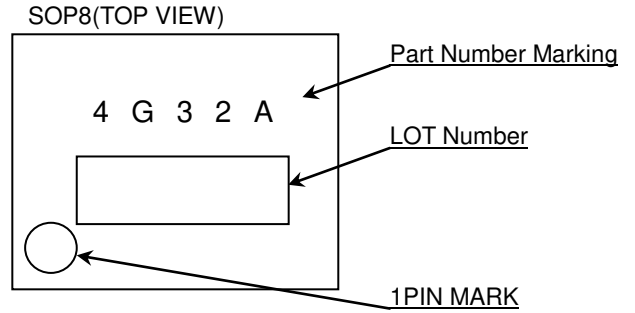 SOP8(TOP VIEW)
Part Number Marking
4 G 3 2 A
LOT Number
1PIN MARK